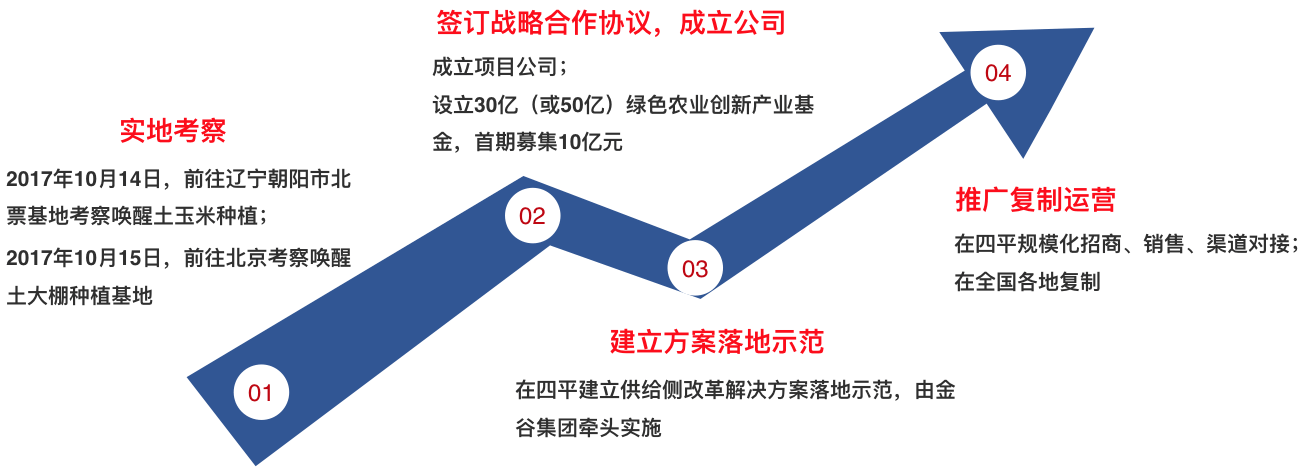 实地考察
2017年10月14日，前往辽宁朝阳市北
票基地考察唤醒土玉米种植；
2017年10月15日，前往北京考察唤醒
土大棚种植基地
01
签订战略合作协议，成立公司
成立项目公司；
设立30亿（或50亿）绿色农业创新产业基
金，首期募集10亿元
02
03
建立方案落地示范
在四平建立供给侧改革解决方案落地示范，由金
谷集团牵头实施
04
推广复制运营
在四平规模化招商、销售、渠道对接；
在全国各地复制